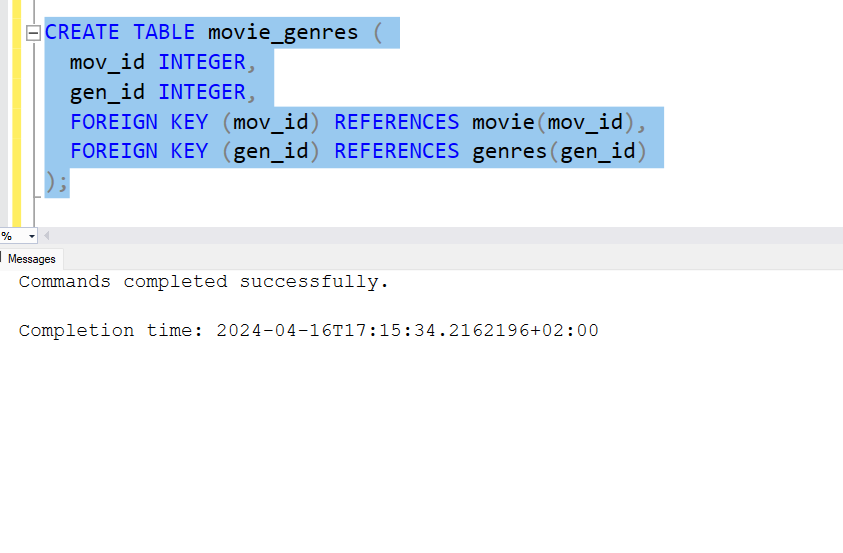 CREATE TABLE movie_genres (
mov_id INTEGER,
gen_id INTEGER,
FOREIGN KEY (mov_id) REFERENCES movie(mov_id),
FOREIGN KEY (gen_id) REFERENCES genres(gen_id)
);
%
Messages
Commands completed successfully.
Completion time: 2024-04-16T17:15:34.2162196+02:00